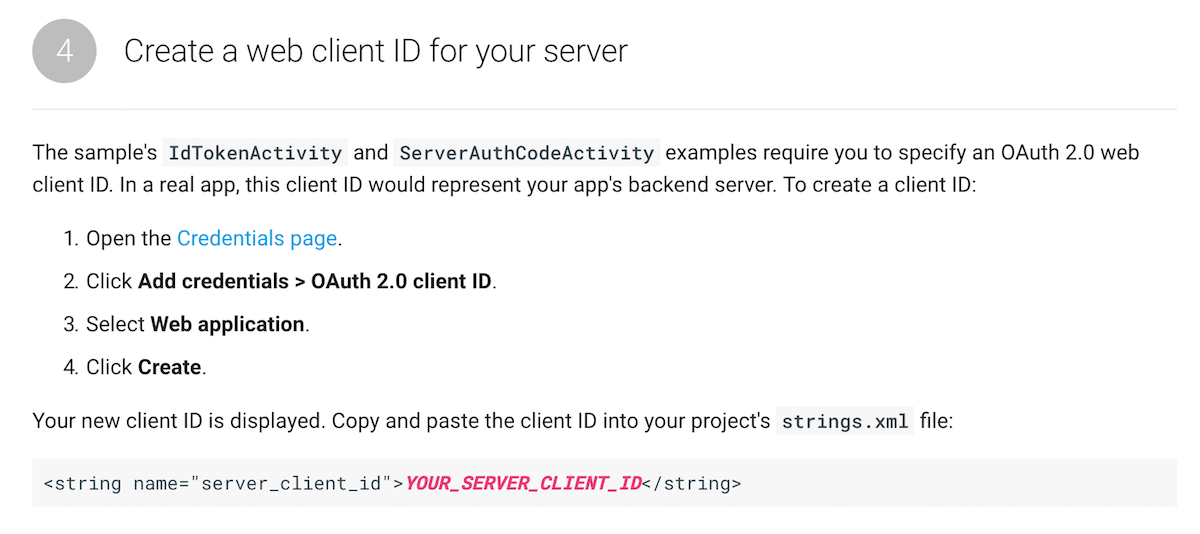 4
Create a web client ID for your server
The sample's IdTokenActivity and ServerAuthCodeActivity examples require you to specify an OAuth 2.0 web
client ID. In a real app, this client ID would represent your app's backend server. To create a client ID:
1. Open the Credentials page.
2. Click Add credentials > OAuth 2.0 client ID.
3. Select Web application.
4. Click Create.
Your new client ID is displayed. Copy and paste the client ID into your project's strings.xml file:
<string name="server_client_id">YOUR_SERVER_CLIENT_ID</string>